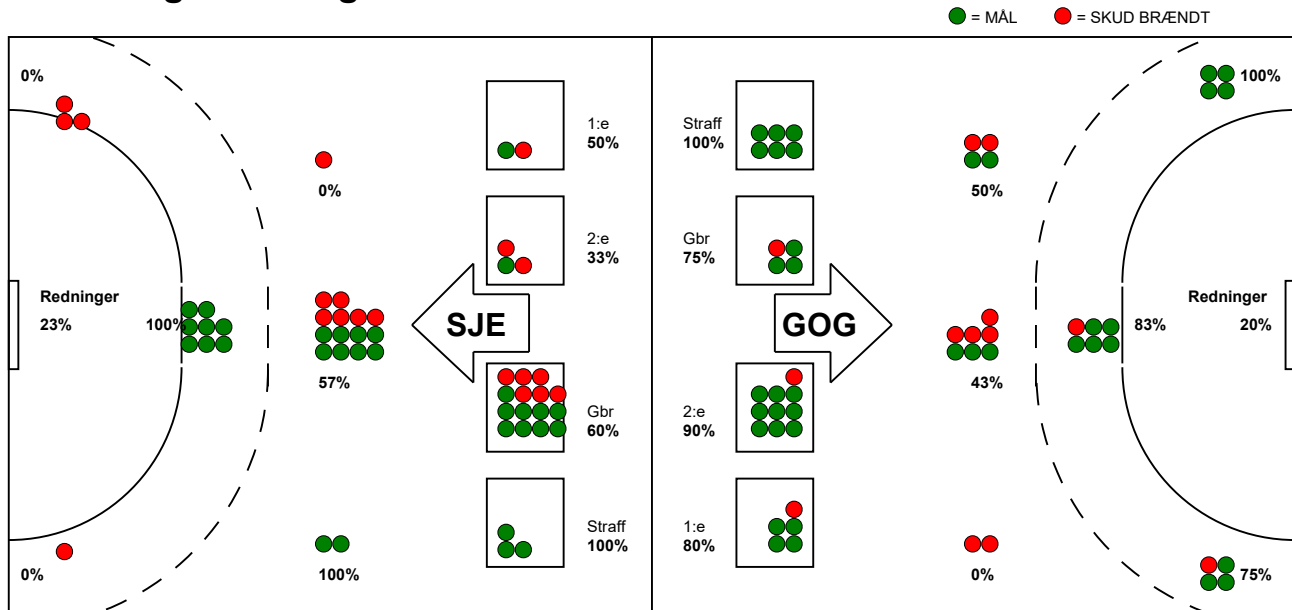 = MÅL
= SKUD BRÆNDT
0%
0%
Redninger
23%
100%
57%
0%
100%
1:e
50%
2:e
33%
SJE
Gbr
60%
Straff
100%
Straff
100%
Gbr
75%
GOG
2:e
90%
1:e
80%
100%
50%
Redninger
83%
20%
43%
0%
75%